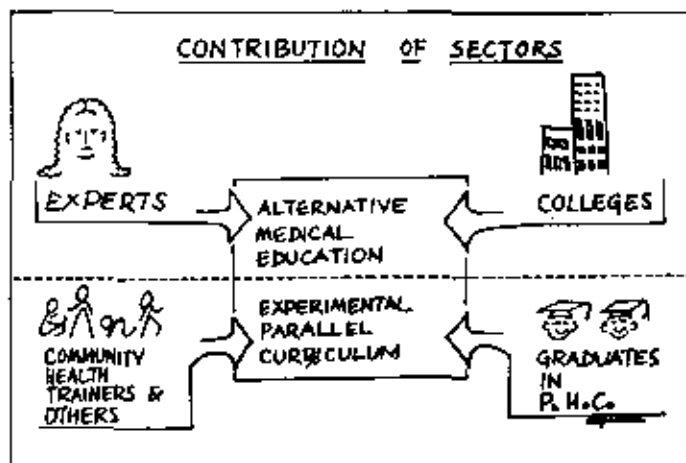 CONTRIBUTION OF SECTORS
EXPERTS
ALTERNATIVE
MEDICAL
EDUCATION
COLLEGES
COMMUNITY
HEALTH
TRAINERS &
OTHERS
EXPERIMENTAL
PARALLEL
CURRICULUM
GRADUATES
IN
P.H.C.